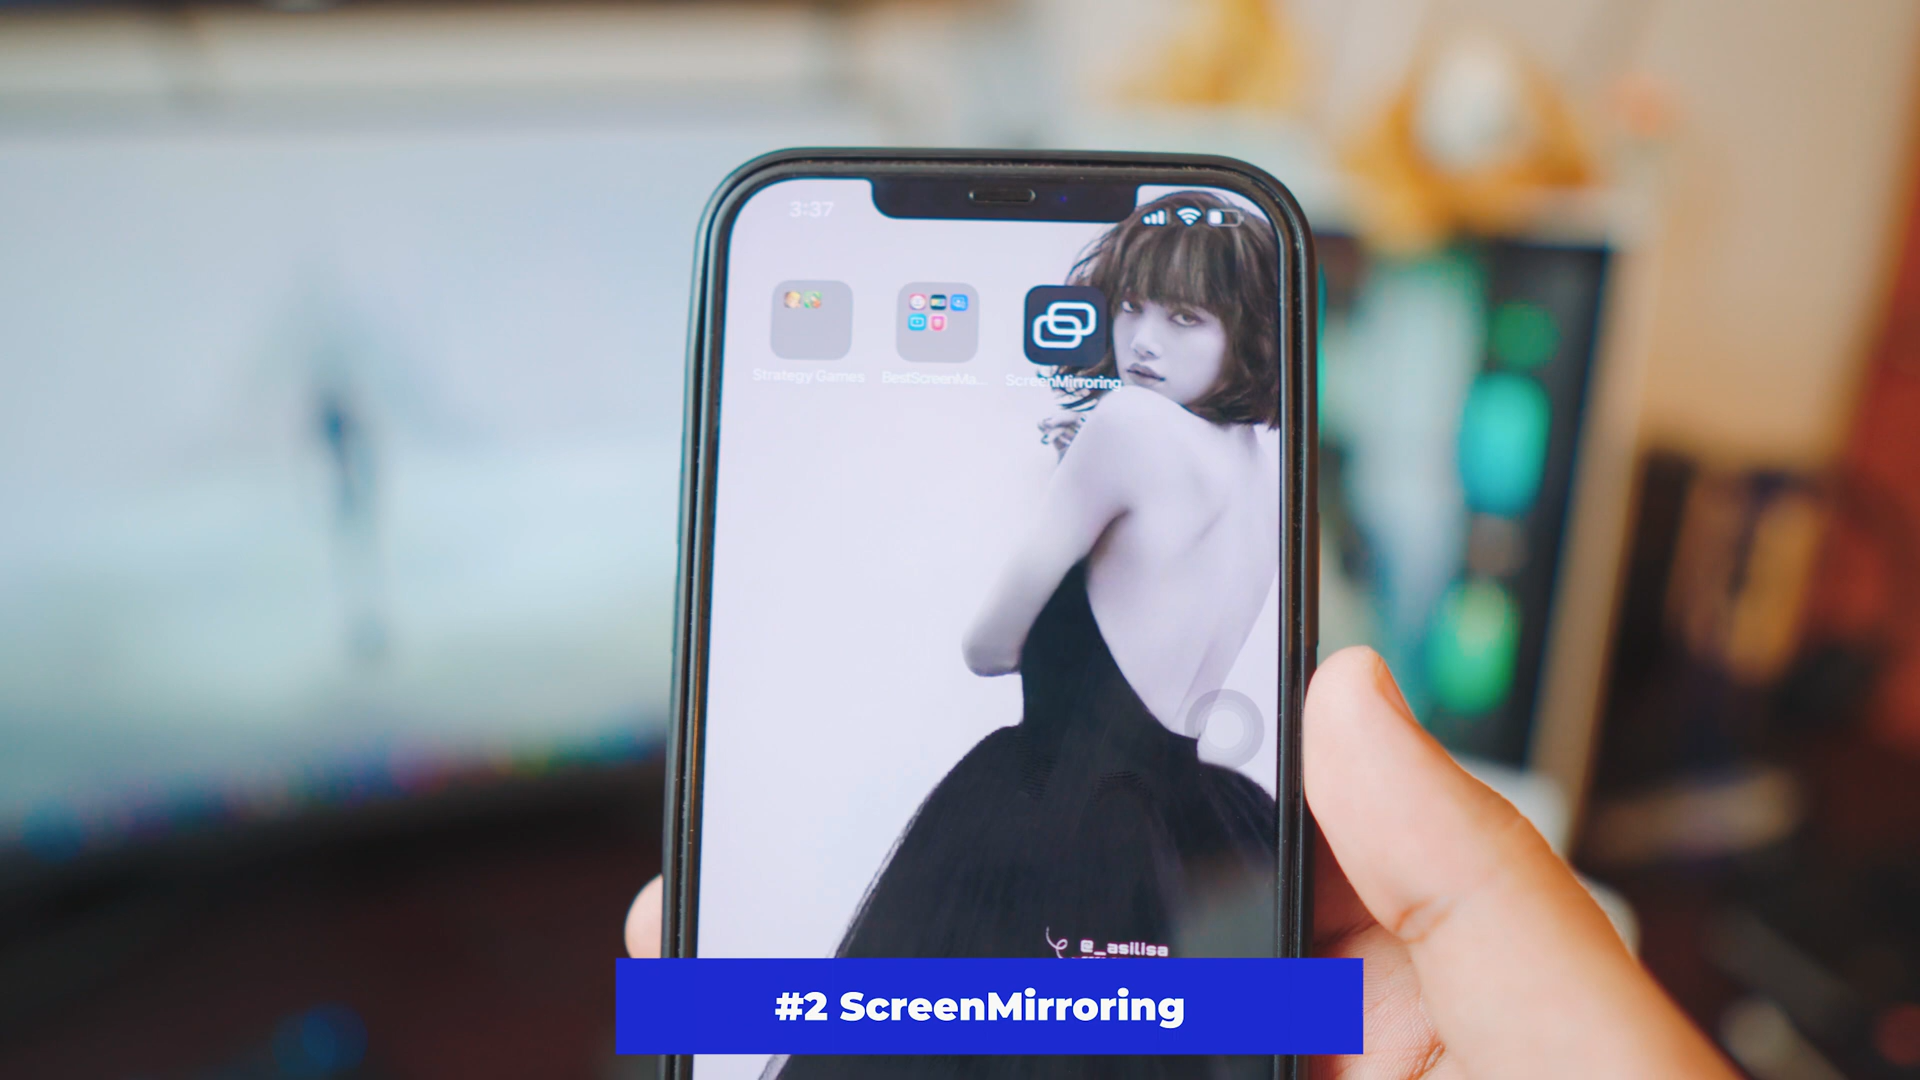 3:37
Strategy Games
BestScreenMa...
ScreenMirroring
@_asilisa
#2 ScreenMirroring